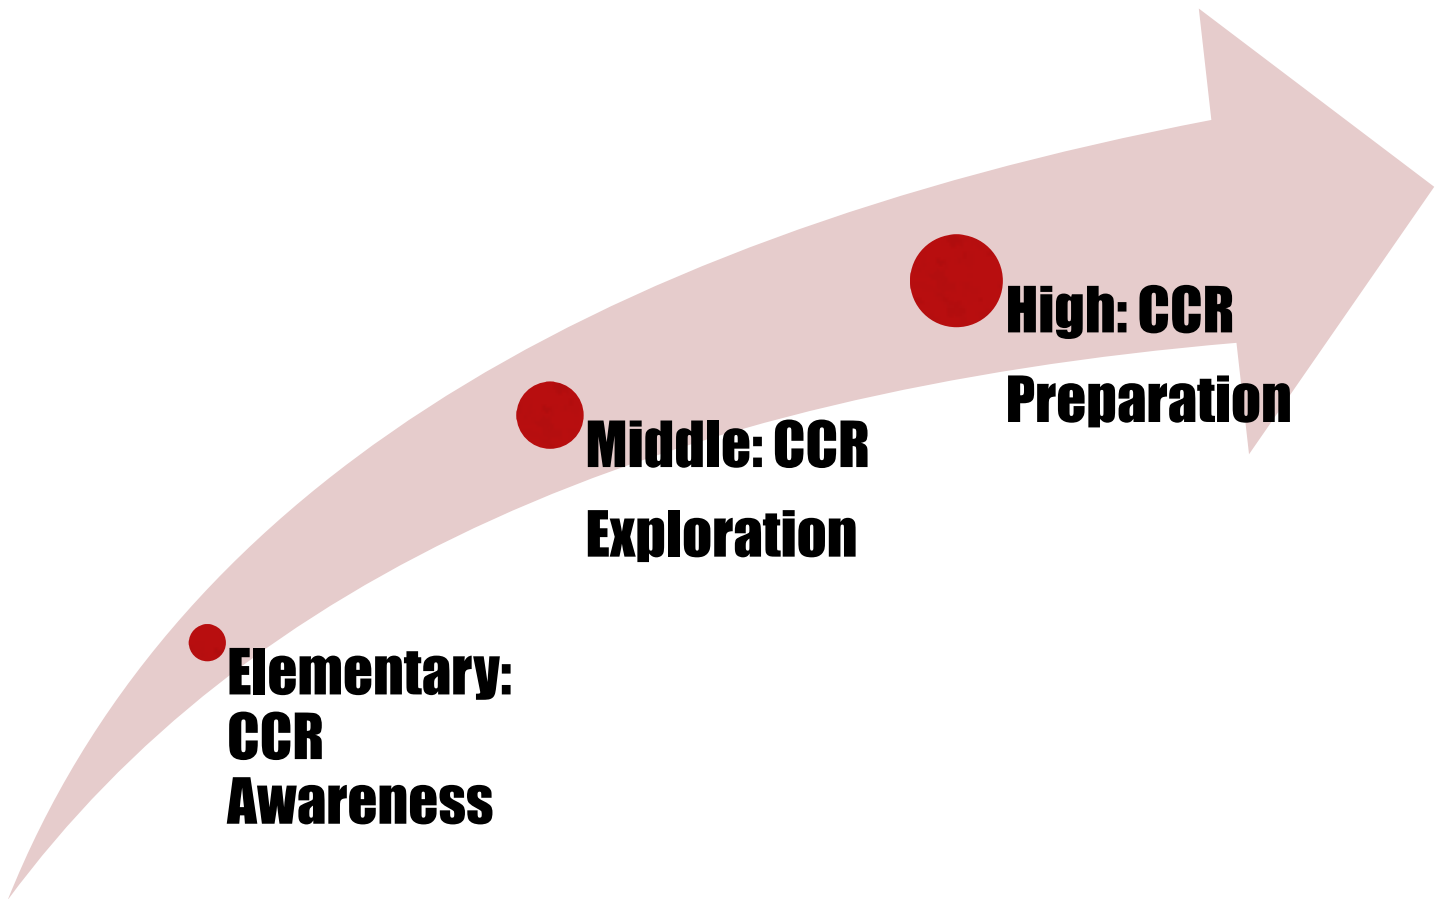 High: CCR
Preparation
Middle: CCR
Exploration
Elementary:
CCR
Awareness